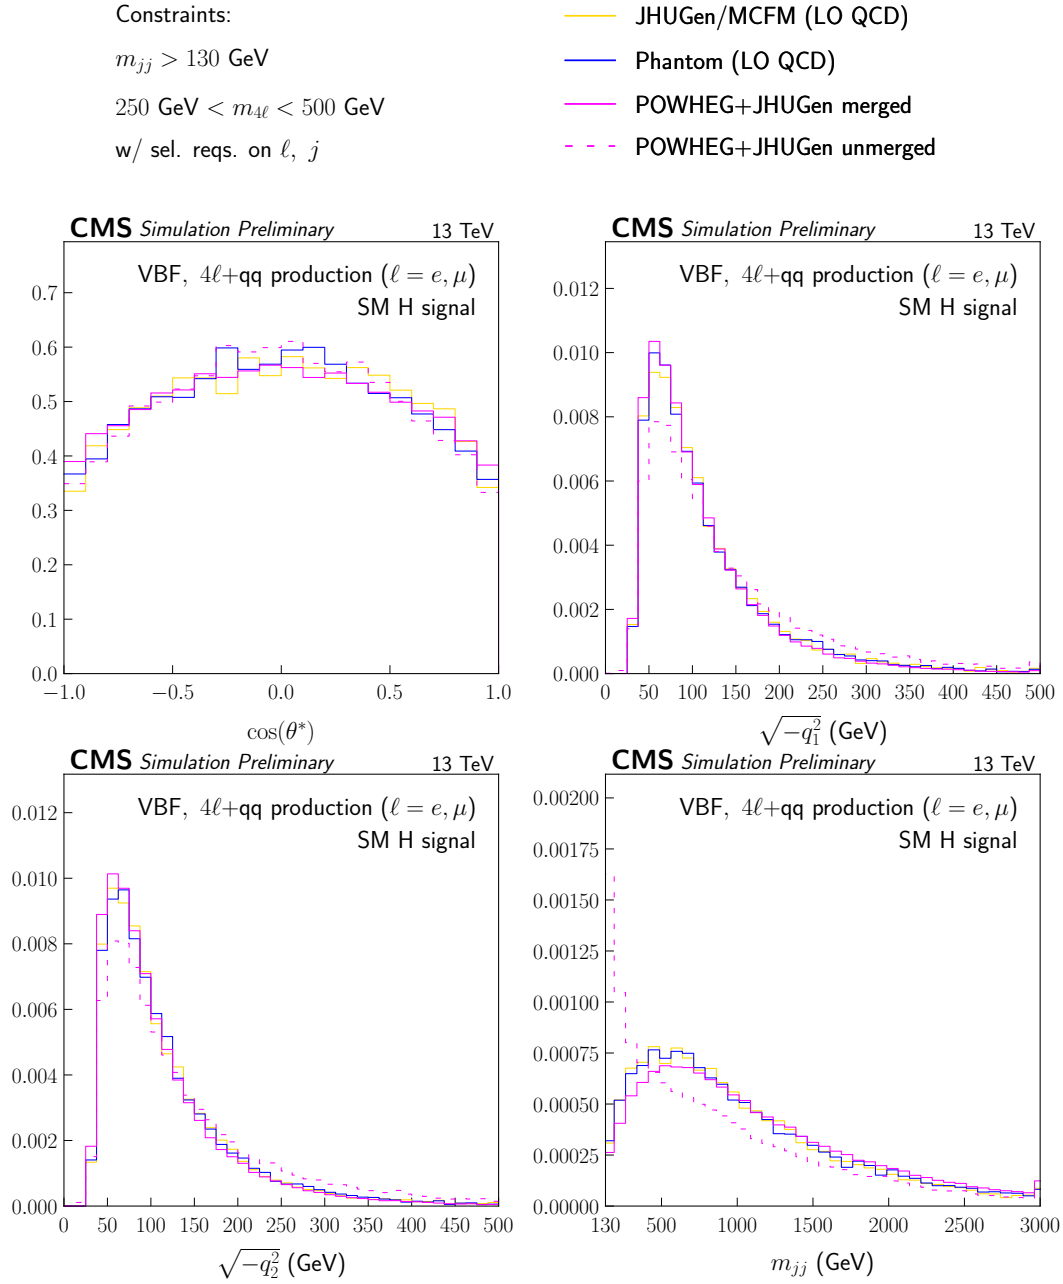 Constraints:
m_{jj} > 130 GeV
250 GeV < m_{4ℓ} < 500 GeV
w/ sel. reqs. on ℓ, j
JHUGen/MCFM (LO QCD)
Phantom (LO QCD)
POWHEG+JHUGen merged
POWHEG+JHUGen unmerged
CMS Simulation Preliminary 13 TeV
VBF, 4ℓ+qq production (ℓ = e, μ)
SM H signal
0.7
0.6
0.5
0.4
0.3
0.2
0.1
0.0
−1.0 −0.5 0.0 0.5 1.0
cos(θ*)
CMS Simulation Preliminary 13 TeV
VBF, 4ℓ+qq production (ℓ = e, μ)
SM H signal
0.012
0.010
0.008
0.006
0.004
0.002
0.000
0 50 100 150 200 250 300 350 400 450 500
√−q₁² (GeV)
CMS Simulation Preliminary 13 TeV
VBF, 4ℓ+qq production (ℓ = e, μ)
SM H signal
0.012
0.010
0.008
0.006
0.004
0.002
0.000
0 50 100 150 200 250 300 350 400 450 500
√−q₂² (GeV)
CMS Simulation Preliminary 13 TeV
VBF, 4ℓ+qq production (ℓ = e, μ)
SM H signal
0.00200
0.00175
0.00150
0.00125
0.00100
0.00075
0.00050
0.00025
0.00000
130 500 1000 1500 2000 2500 3000
m_{jj} (GeV)